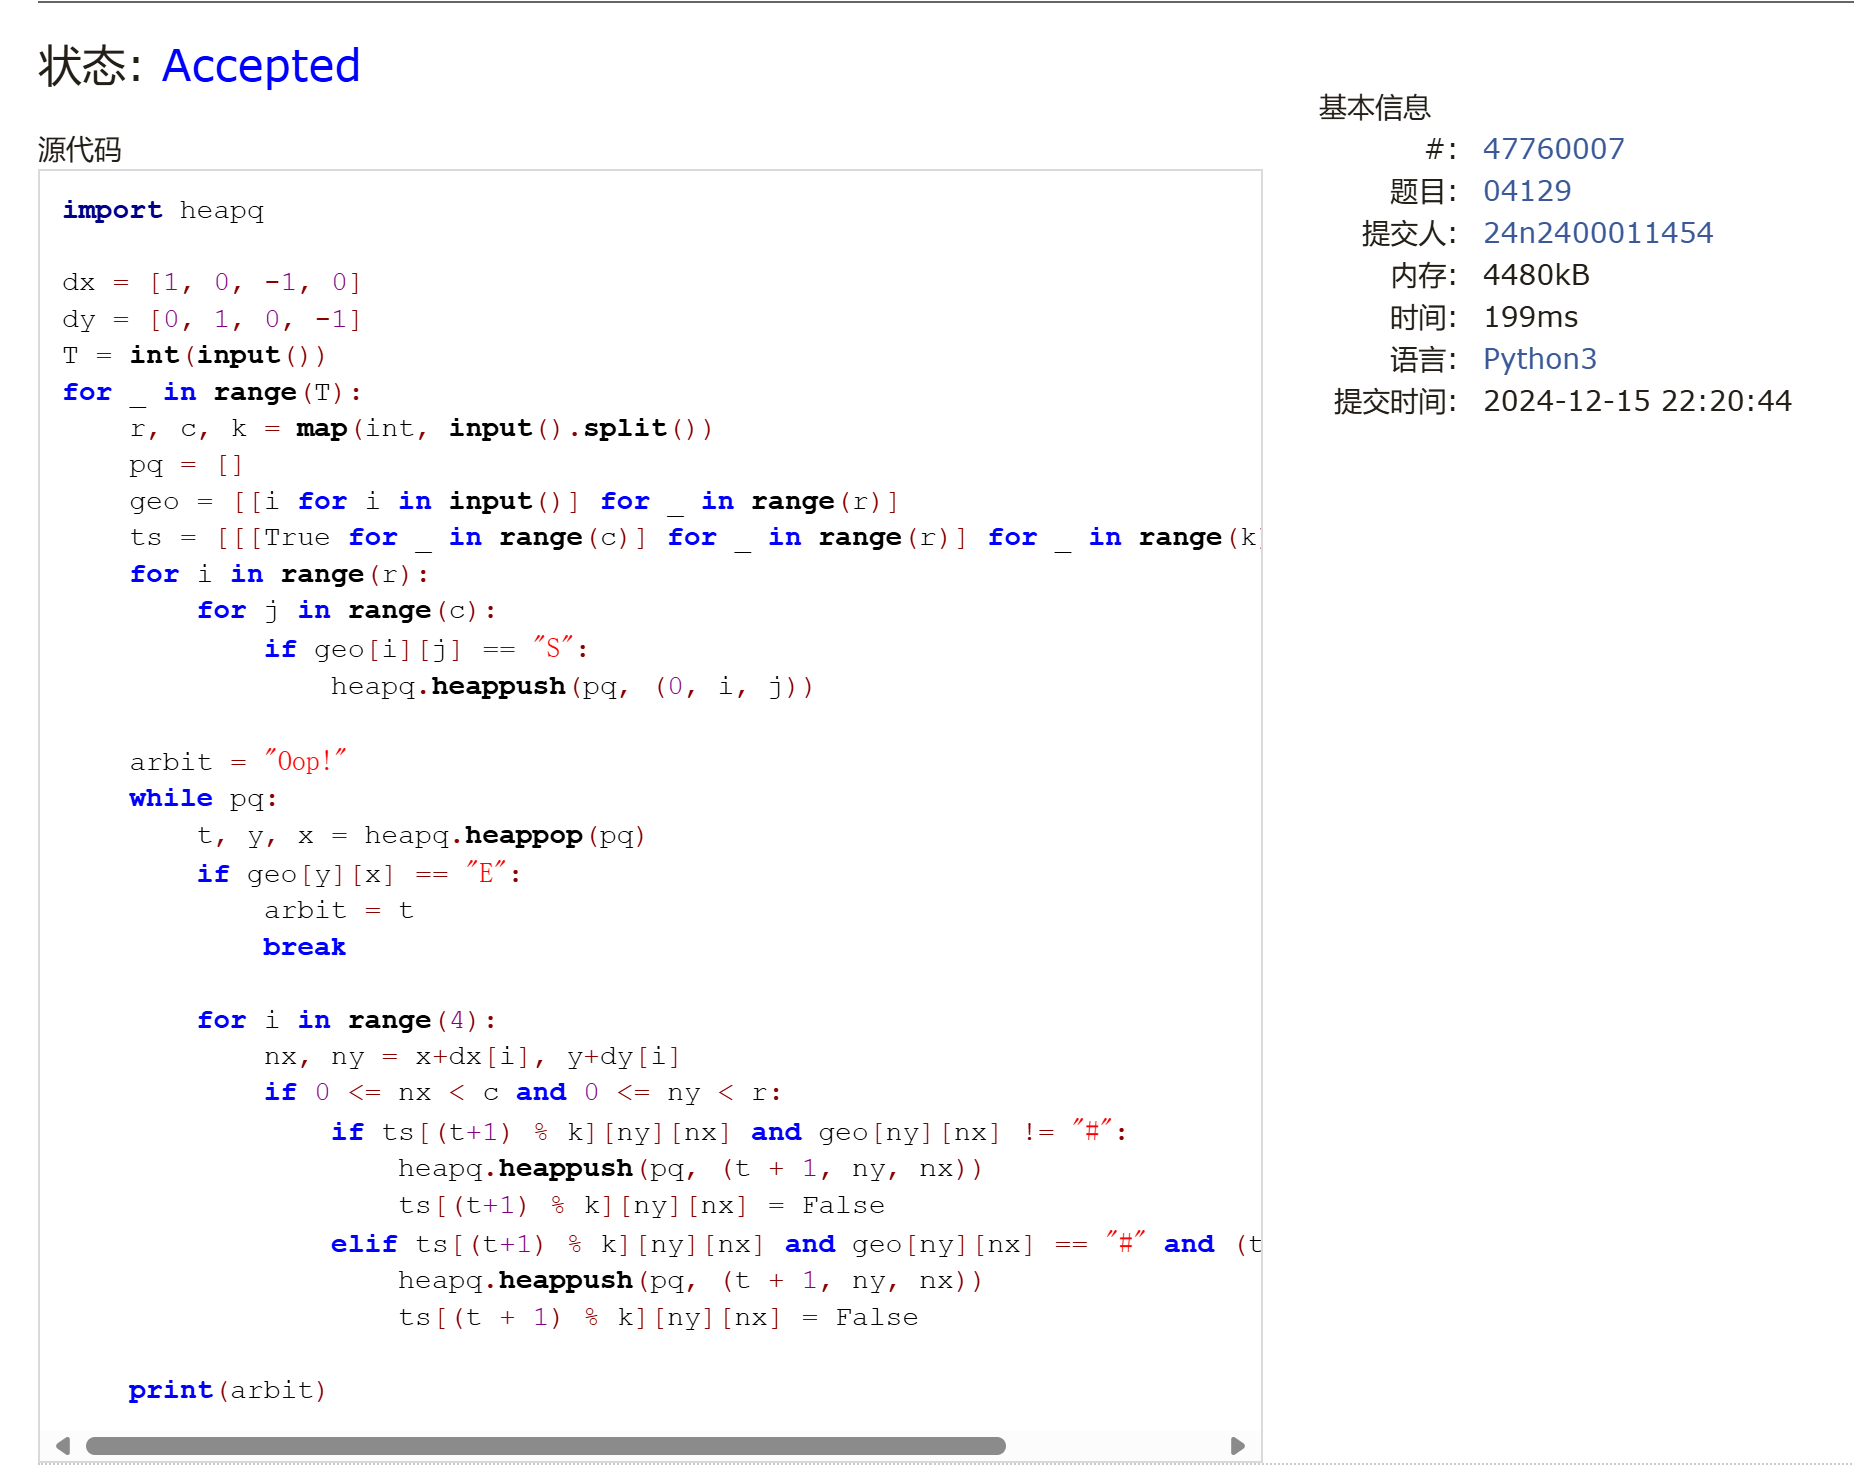 状态: Accepted
源代码
import heapq
dx = [1, 0, -1, 0]
dy = [0, 1, 0, -1]
T = int(input())
for _ in range(T):
    r, c, k = map(int, input().split())
    pq = []
    geo = [[i for i in input()] for _ in range(r)]
    ts = [[[True for _ in range(c)] for _ in range(r)] for _ in range(k)
    for i in range(r):
        for j in range(c):
            if geo[i][j] == "S":
                heapq.heappush(pq, (0, i, j))
    arbit = "Oop!"
    while pq:
        t, y, x = heapq.heappop(pq)
        if geo[y][x] == "E":
            arbit = t
            break
        for i in range(4):
            nx, ny = x+dx[i], y+dy[i]
            if 0 <= nx < c and 0 <= ny < r:
                if ts[(t+1) % k][ny][nx] and geo[ny][nx] != "#":
                    heapq.heappush(pq, (t + 1, ny, nx))
                    ts[(t+1) % k][ny][nx] = False
                elif ts[(t+1) % k][ny][nx] and geo[ny][nx] == "#" and (t
                    heapq.heappush(pq, (t + 1, ny, nx))
                    ts[(t + 1) % k][ny][nx] = False
    print(arbit)
基本信息
#: 47760007
题目: 04129
提交人: 24n2400011454
内存: 4480kB
时间: 199ms
语言: Python3
提交时间: 2024-12-15 22:20:44